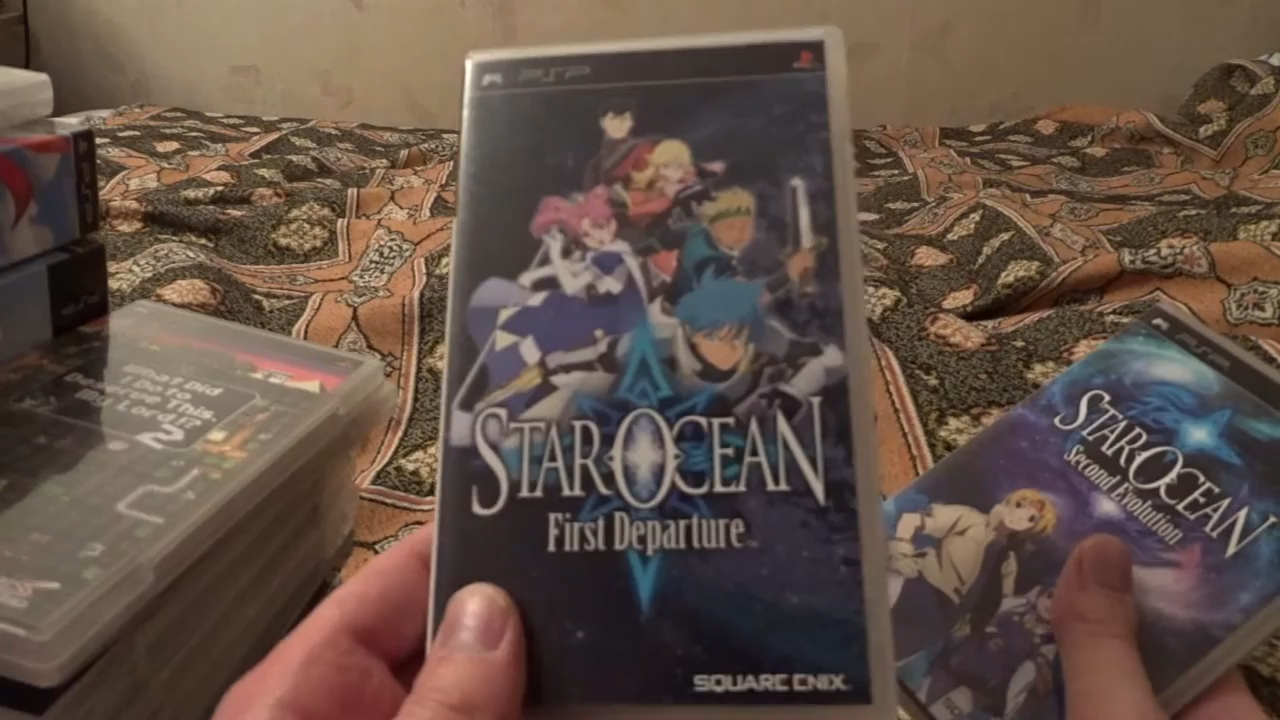 PSP
STAR OCEAN
First Departure
SQUARE ENIX
What? Did
I Do To
Deserve This,
My Lord!?
2
PSP
STAR OCEAN
Second Evolution